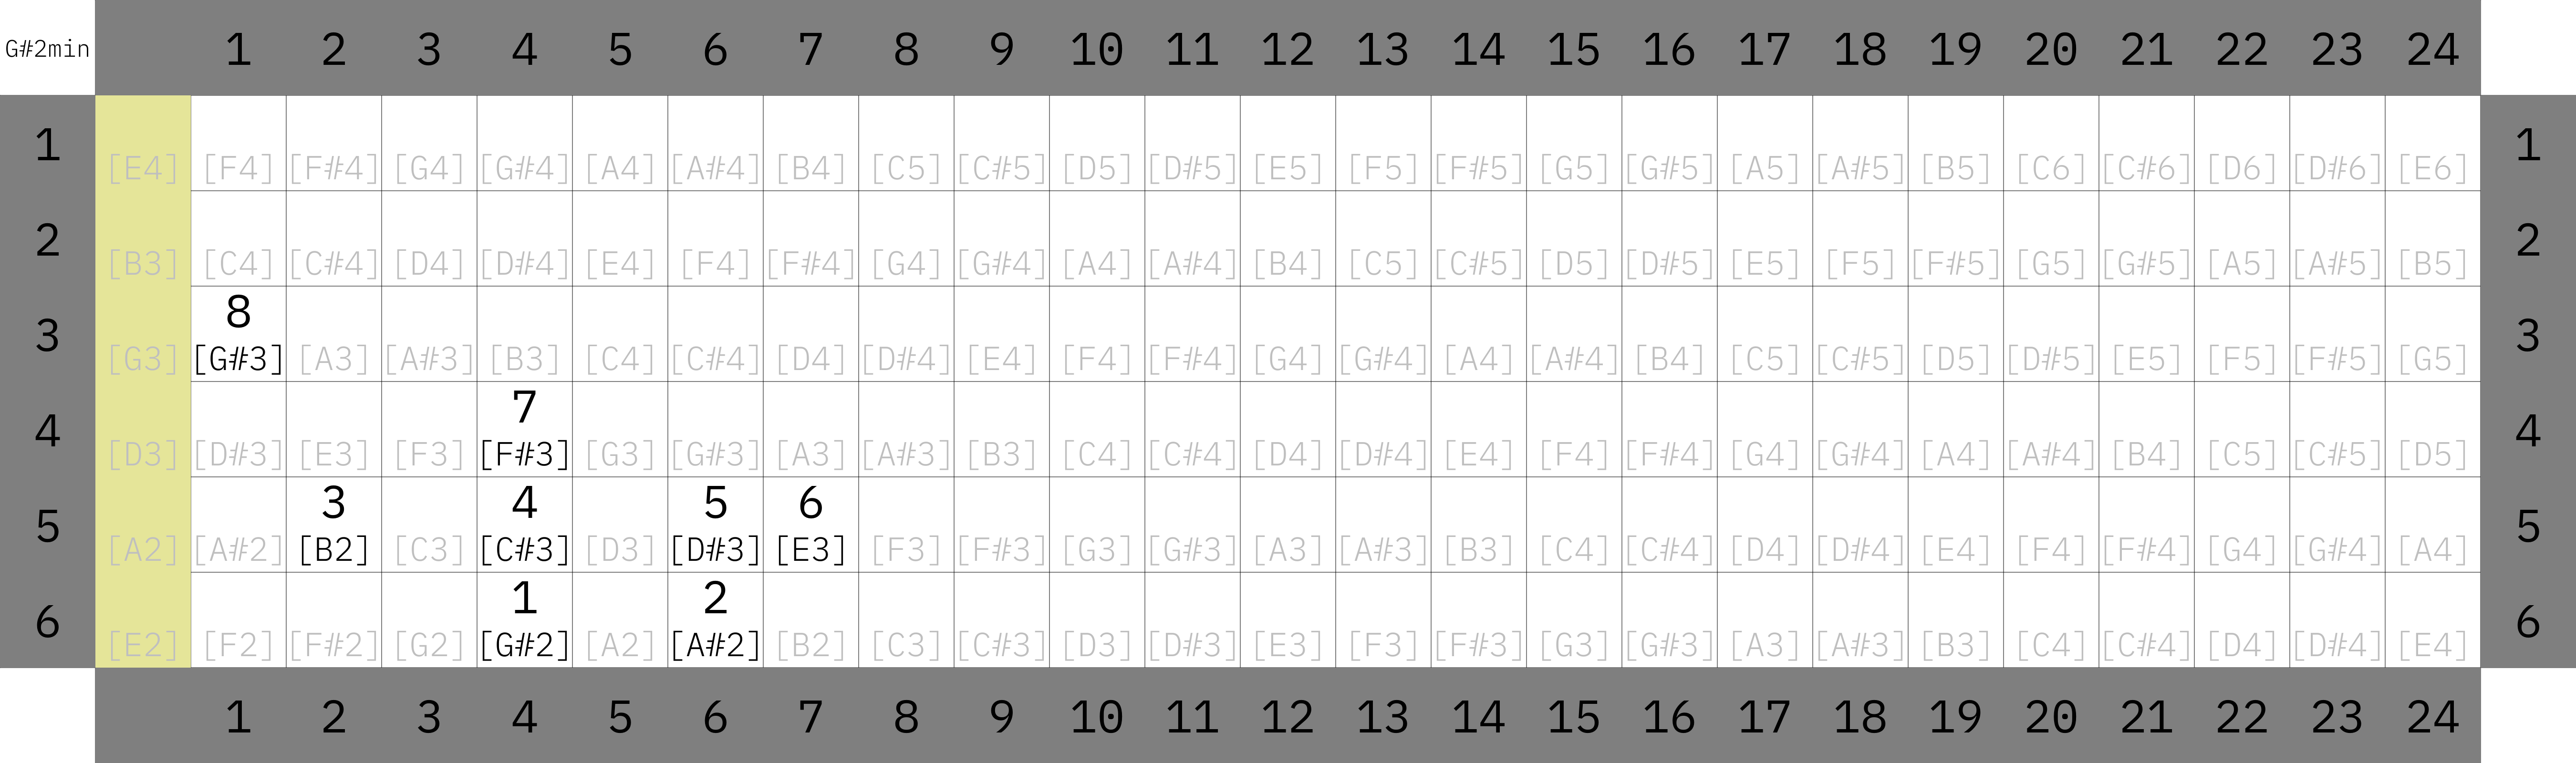 G#2min 1 2 3 4 5 6 7 8 9 10 11 12 13 14 15 16 17 18 19 20 21 22 23 24
1 [E4] [F4] [F#4] [G4] [G#4] [A4] [A#4] [B4] [C5] [C#5] [D5] [D#5] [E5] [F5] [F#5] [G5] [G#5] [A5] [A#5] [B5] [C6] [C#6] [D6] [D#6] [E6] 1
2 [B3] [C4] [C#4] [D4] [D#4] [E4] [F4] [F#4] [G4] [G#4] [A4] [A#4] [B4] [C5] [C#5] [D5] [D#5] [E5] [F5] [F#5] [G5] [G#5] [A5] [A#5] [B5] 2
8
3 [G3] [G#3] [A3] [A#3] [B3] [C4] [C#4] [D4] [D#4] [E4] [F4] [F#4] [G4] [G#4] [A4] [A#4] [B4] [C5] [C#5] [D5] [D#5] [E5] [F5] [F#5] [G5] 3
7
4 [D3] [D#3] [E3] [F3] [F#3] [G3] [G#3] [A3] [A#3] [B3] [C4] [C#4] [D4] [D#4] [E4] [F4] [F#4] [G4] [G#4] [A4] [A#4] [B4] [C5] [C#5] [D5] 4
3 4 5 6
5 [A2] [A#2] [B2] [C3] [C#3] [D3] [D#3] [E3] [F3] [F#3] [G3] [G#3] [A3] [A#3] [B3] [C4] [C#4] [D4] [D#4] [E4] [F4] [F#4] [G4] [G#4] [A4] 5
1 2
6 [E2] [F2] [F#2] [G2] [G#2] [A2] [A#2] [B2] [C3] [C#3] [D3] [D#3] [E3] [F3] [F#3] [G3] [G#3] [A3] [A#3] [B3] [C4] [C#4] [D4] [D#4] [E4] 6
1 2 3 4 5 6 7 8 9 10 11 12 13 14 15 16 17 18 19 20 21 22 23 24